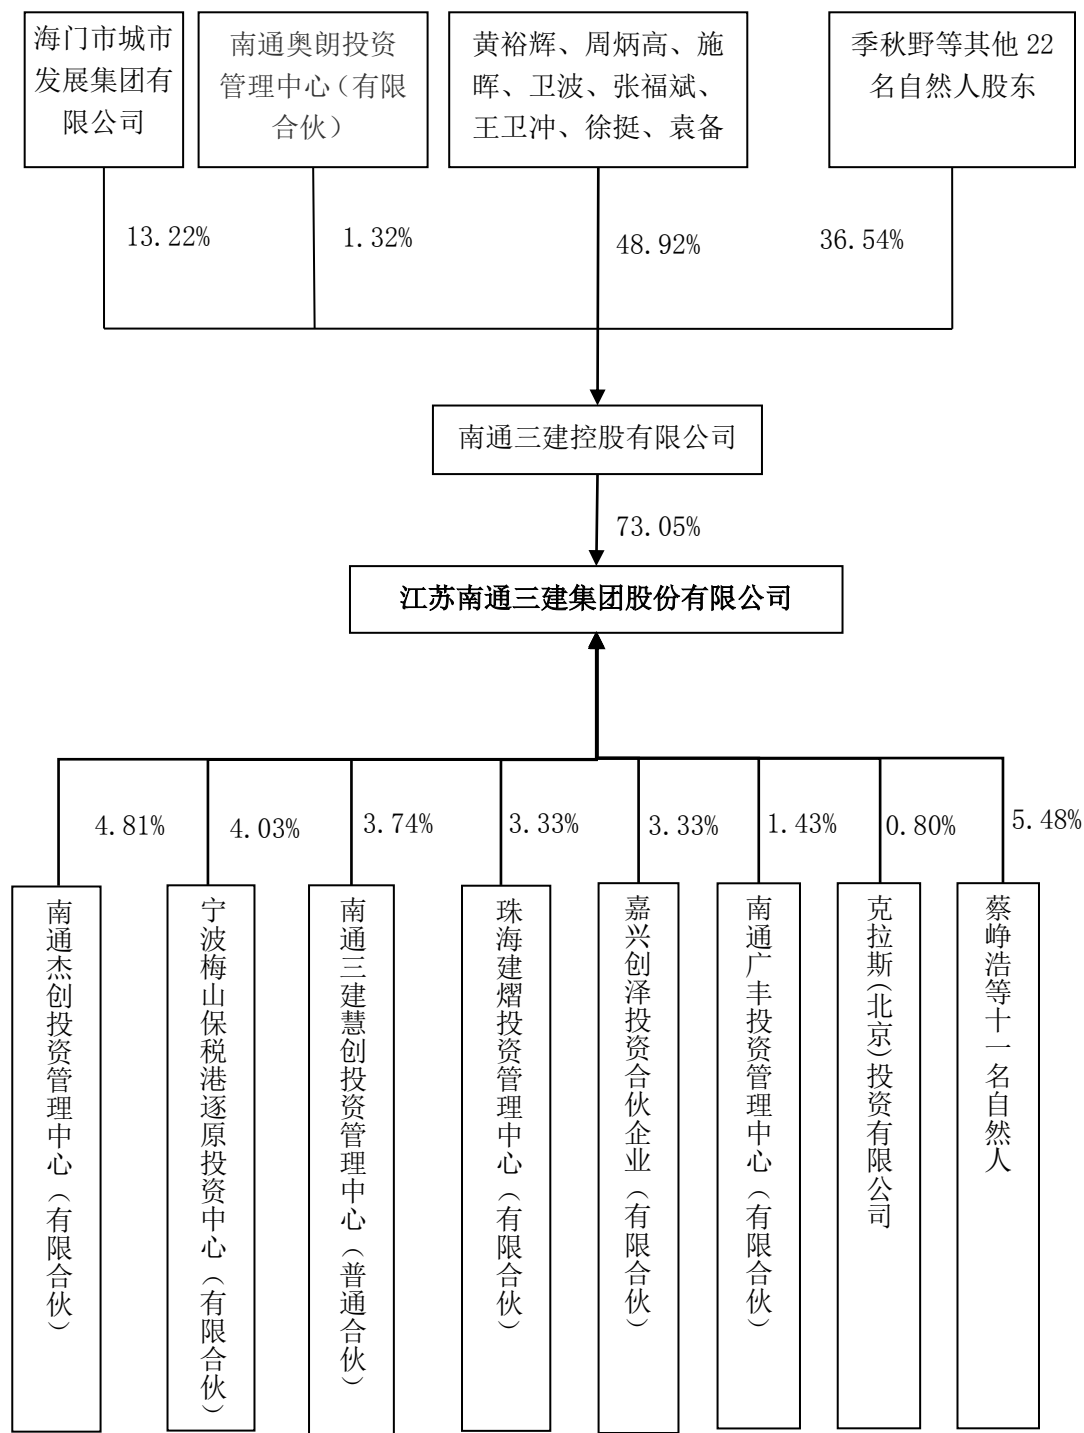 海门市城市
发展集团有
限公司
南通奥朗投资
管理中心（有限
合伙）
黄裕辉、周炳高、施
晖、卫波、张福斌、
王卫冲、徐挺、袁备
季秋野等其他 22
名自然人股东
13.22%
1.32%
48.92%
36.54%
南通三建控股有限公司
73.05%
江苏南通三建集团股份有限公司
4.81%
4.03%
3.74%
3.33%
3.33%
1.43%
0.80%
5.48%
南通杰创投资管理中心（有限合伙）
宁波梅山保税港逐原投资中心（有限合伙）
南通三建慧创投资管理中心（普通合伙）
珠海建熠投资管理中心（有限合伙）
嘉兴创泽投资合伙企业（有限合伙）
南通广丰投资管理中心（有限合伙）
克拉斯(北京)投资有限公司
蔡峥浩等十一名自然人